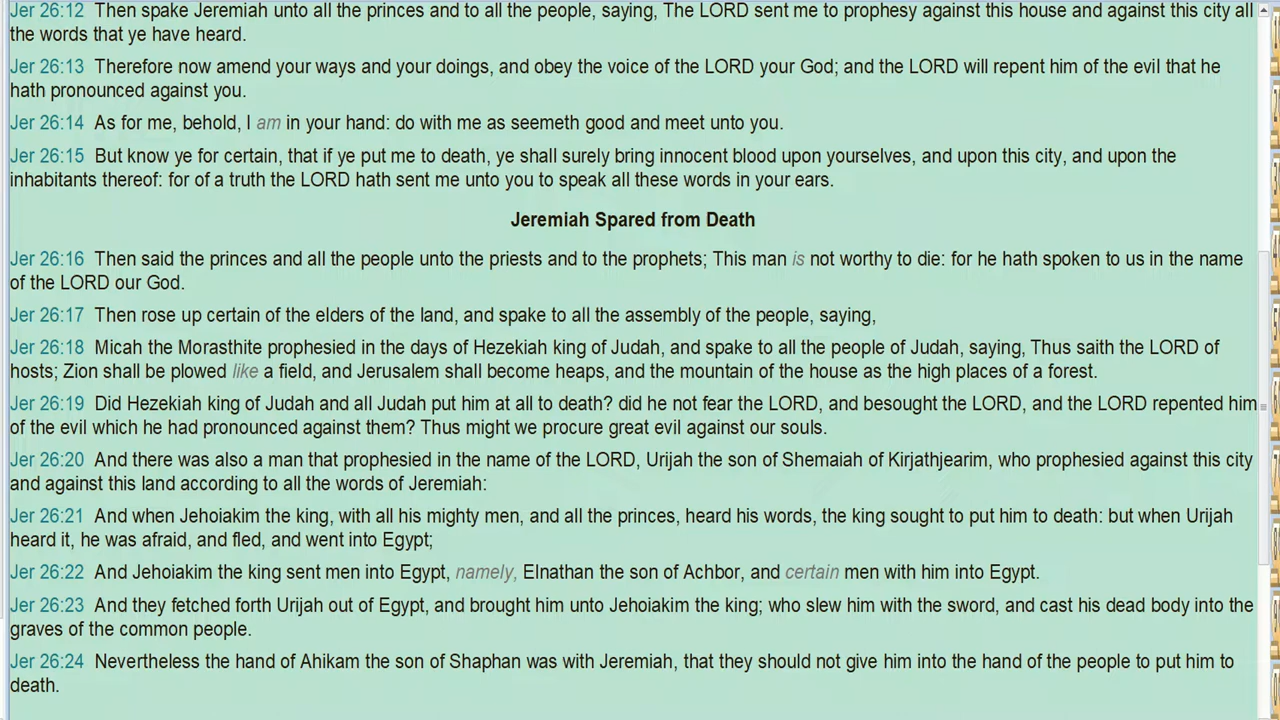 Jer 26:12 Then spake Jeremiah unto all the princes and to all the people, saying, The LORD sent me to prophesy against this house and against this city all
the words that ye have heard.
Jer 26:13 Therefore now amend your ways and your doings, and obey the voice of the LORD your God; and the LORD will repent him of the evil that he
hath pronounced against you.
Jer 26:14 As for me, behold, I am in your hand: do with me as seemeth good and meet unto you.
Jer 26:15 But know ye for certain, that if ye put me to death, ye shall surely bring innocent blood upon yourselves, and upon this city, and upon the
inhabitants thereof: for of a truth the LORD hath sent me unto you to speak all these words in your ears.
Jeremiah Spared from Death
Jer 26:16 Then said the princes and all the people unto the priests and to the prophets; This man is not worthy to die: for he hath spoken to us in the name
of the LORD our God.
Jer 26:17 Then rose up certain of the elders of the land, and spake to all the assembly of the people, saying,
Jer 26:18 Micah the Morasthite prophesied in the days of Hezekiah king of Judah, and spake to all the people of Judah, saying, Thus saith the LORD of
hosts; Zion shall be plowed like a field, and Jerusalem shall become heaps, and the mountain of the house as the high places of a forest.
Jer 26:19 Did Hezekiah king of Judah and all Judah put him at all to death? did he not fear the LORD, and besought the LORD, and the LORD repented him
of the evil which he had pronounced against them? Thus might we procure great evil against our souls.
Jer 26:20 And there was also a man that prophesied in the name of the LORD, Urijah the son of Shemaiah of Kirjathjearim, who prophesied against this city
and against this land according to all the words of Jeremiah:
Jer 26:21 And when Jehoiakim the king, with all his mighty men, and all the princes, heard his words, the king sought to put him to death: but when Urijah
heard it, he was afraid, and fled, and went into Egypt;
Jer 26:22 And Jehoiakim the king sent men into Egypt, namely, Elnathan the son of Achbor, and certain men with him into Egypt.
Jer 26:23 And they fetched forth Urijah out of Egypt, and brought him unto Jehoiakim the king; who slew him with the sword, and cast his dead body into the
graves of the common people.
Jer 26:24 Nevertheless the hand of Ahikam the son of Shaphan was with Jeremiah, that they should not give him into the hand of the people to put him to
death.